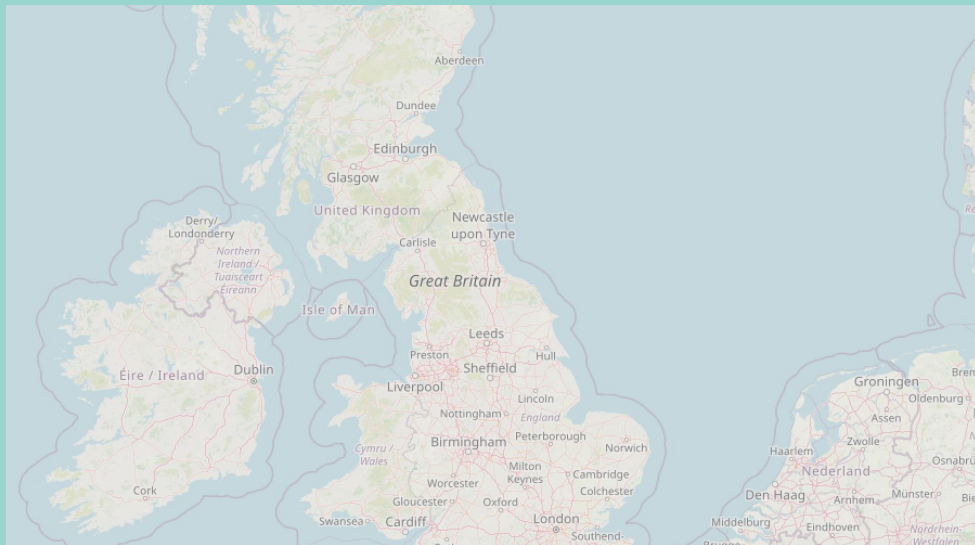 Aberdeen
Dundee
Edinburgh
Glasgow
United Kingdom
Derry/
Londonderry
Newcastle
upon Tyne
Carlisle
Northern
Ireland /
Tuaisceart
Éireann
Great Britain
Isle of Man
Leeds
Preston
Hull
Éire / Ireland
Dublin
Sheffield
Liverpool
Lincoln
Nottingham
England
Birmingham
Peterborough
Norwich
Cymru /
Wales
Worcester
Milton
Keynes
Cambridge
Cork
Gloucester
Oxford
Colchester
Swansea
Cardiff
London
Southend-
Groningen
Oldenburg
Assen
Haarlem
Zwolle
Nederland
Osnabrü
Den Haag
Arnhem
Münster
Middelburg
Eindhoven
Nordrhein-
Westfalen